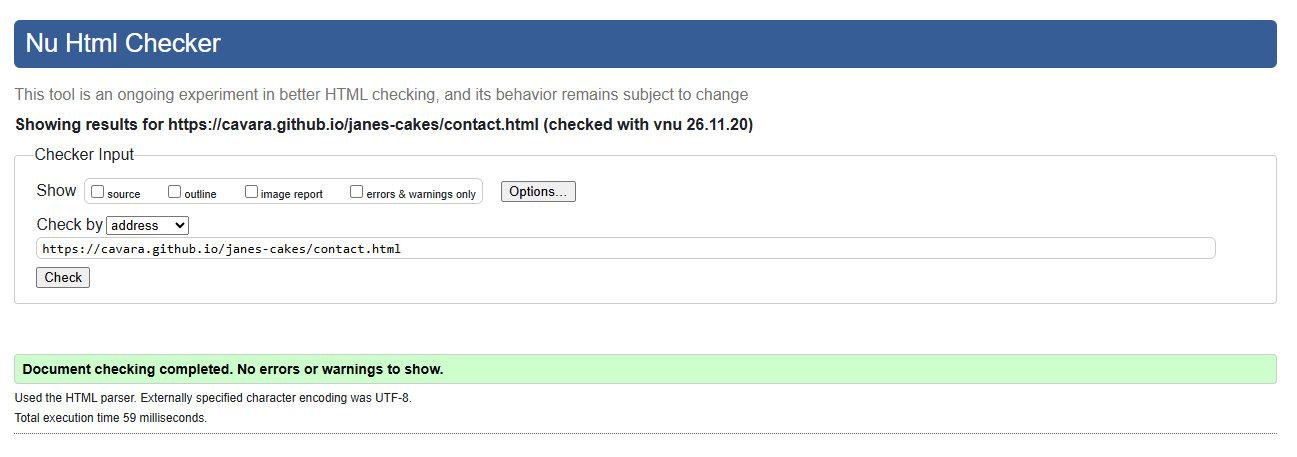 Nu Html Checker
This tool is an ongoing experiment in better HTML checking, and its behavior remains subject to change
Showing results for https://cavara.github.io/janes-cakes/contact.html (checked with vnu 26.11.20)
Checker Input
Show source outline image report errors & warnings only Options...
Check by address
https://cavara.github.io/janes-cakes/contact.html
Check
Document checking completed. No errors or warnings to show.
Used the HTML parser. Externally specified character encoding was UTF-8.
Total execution time 59 milliseconds.